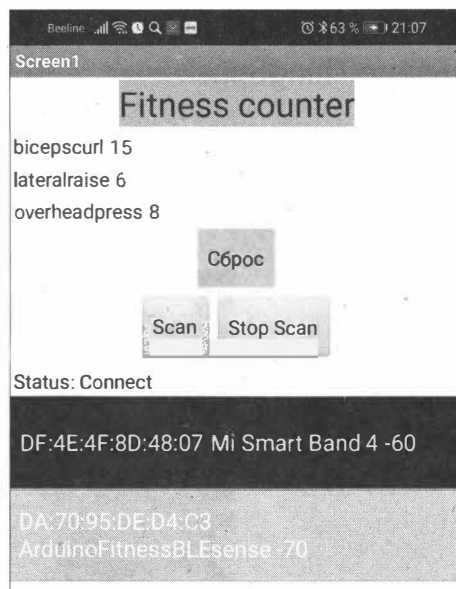 Beeline 63 % 21:07
Screen1
Fitness counter
bicepscurl 15
lateralraise 6
overheadpress 8
Сброс
Scan Stop Scan
Status: Connect
DF:4E:4F:8D:48:07 Mi Smart Band 4 -60
DA:70:95:DE:D4:C3
ArduinoFitnessBLEsense -70